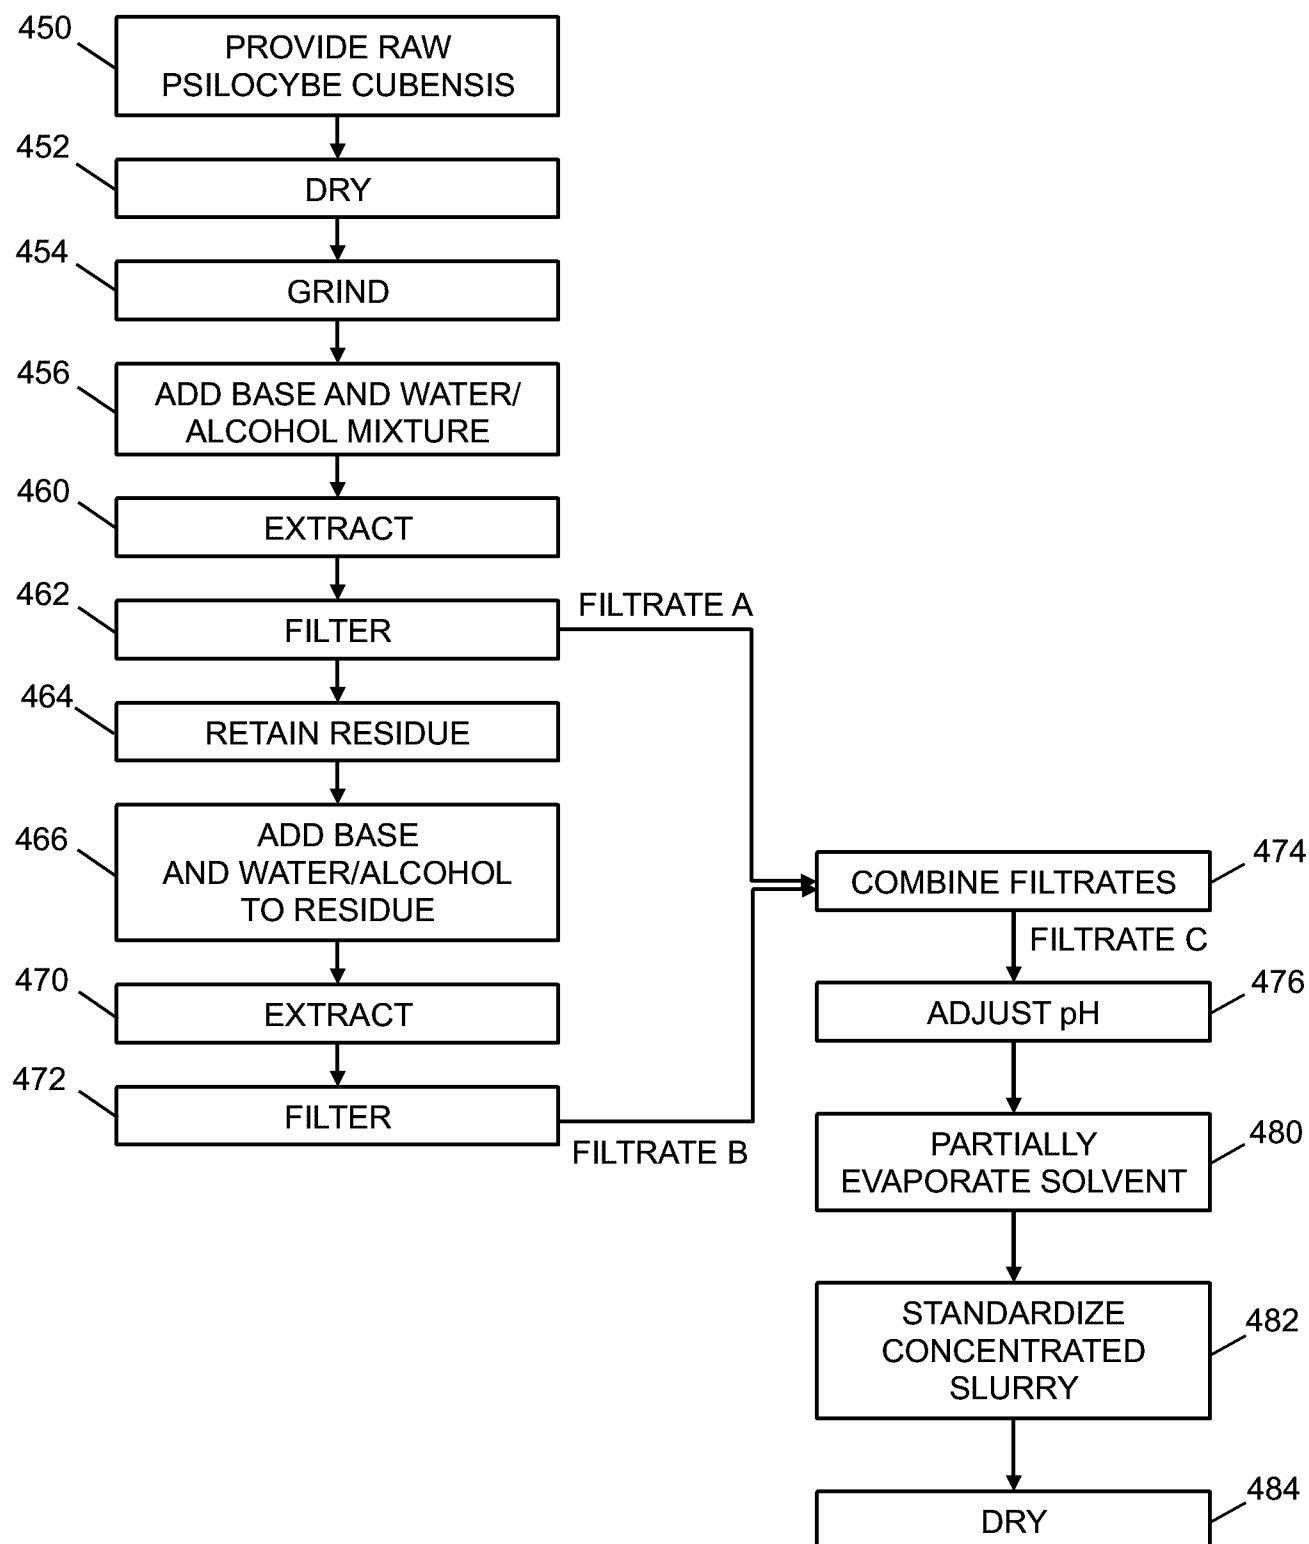 450
PROVIDE RAW
PSILOCYBE CUBENSIS
452
DRY
454
GRIND
456
ADD BASE AND WATER/
ALCOHOL MIXTURE
460
EXTRACT
462
FILTER
FILTRATE A
464
RETAIN RESIDUE
466
ADD BASE
AND WATER/ALCOHOL
TO RESIDUE
470
EXTRACT
472
FILTER
FILTRATE B
474
COMBINE FILTRATES
FILTRATE C
476
ADJUST pH
480
PARTIALLY
EVAPORATE SOLVENT
482
STANDARDIZE
CONCENTRATED
SLURRY
484
DRY